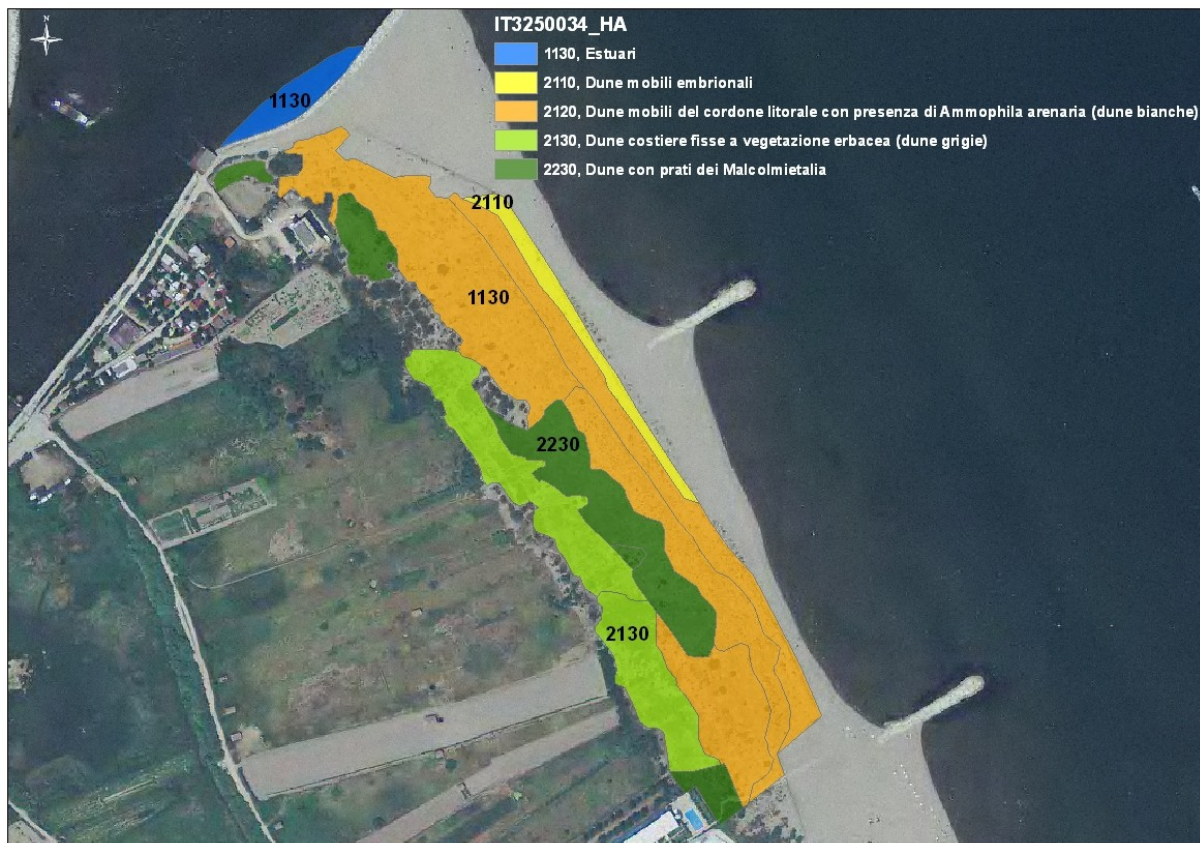 N
IT3250034_HA
1130, Estuari
2110, Dune mobili embrionali
2120, Dune mobili del cordone litorale con presenza di Ammophila arenaria (dune bianche)
2130, Dune costiere fisse a vegetazione erbacea (dune grigie)
2230, Dune con prati dei Malcolmietalia
1130
2110
1130
2230
2130